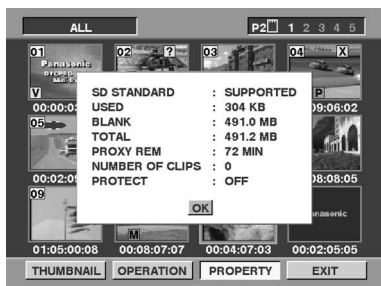 ALL P2 1 2 3 4 5
01 02 ? 03 04 X
Panasonic
V P
00:00:0 09:06:02
SD STANDARD : SUPPORTED
USED : 304 KB
BLANK : 491.0 MB
TOTAL : 491.2 MB
PROXY REM : 72 MIN
NUMBER OF CLIPS : 0
PROTECT : OFF
OK
05
00:02:0 08:08:05
09
M
01:05:00:08 00:08:07:07 00:04:07:03 00:02:05:05
THUMBNAIL OPERATION PROPERTY EXIT